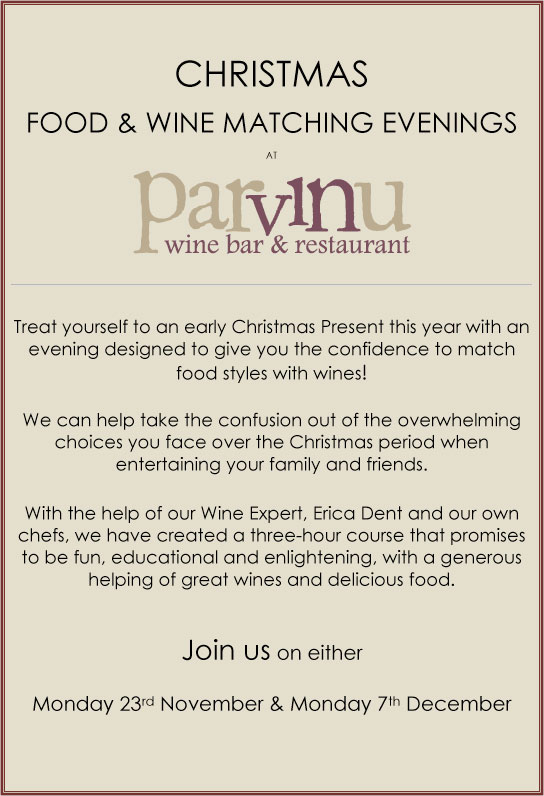 CHRISTMAS
FOOD & WINE MATCHING EVENINGS
AT
parvinu
wine bar & restaurant
Treat yourself to an early Christmas Present this year with an
evening designed to give you the confidence to match
food styles with wines!
We can help take the confusion out of the overwhelming
choices you face over the Christmas period when
entertaining your family and friends.
With the help of our Wine Expert, Erica Dent and our own
chefs, we have created a three-hour course that promises
to be fun, educational and enlightening, with a generous
helping of great wines and delicious food.
Join us on either
Monday 23rd November & Monday 7th December